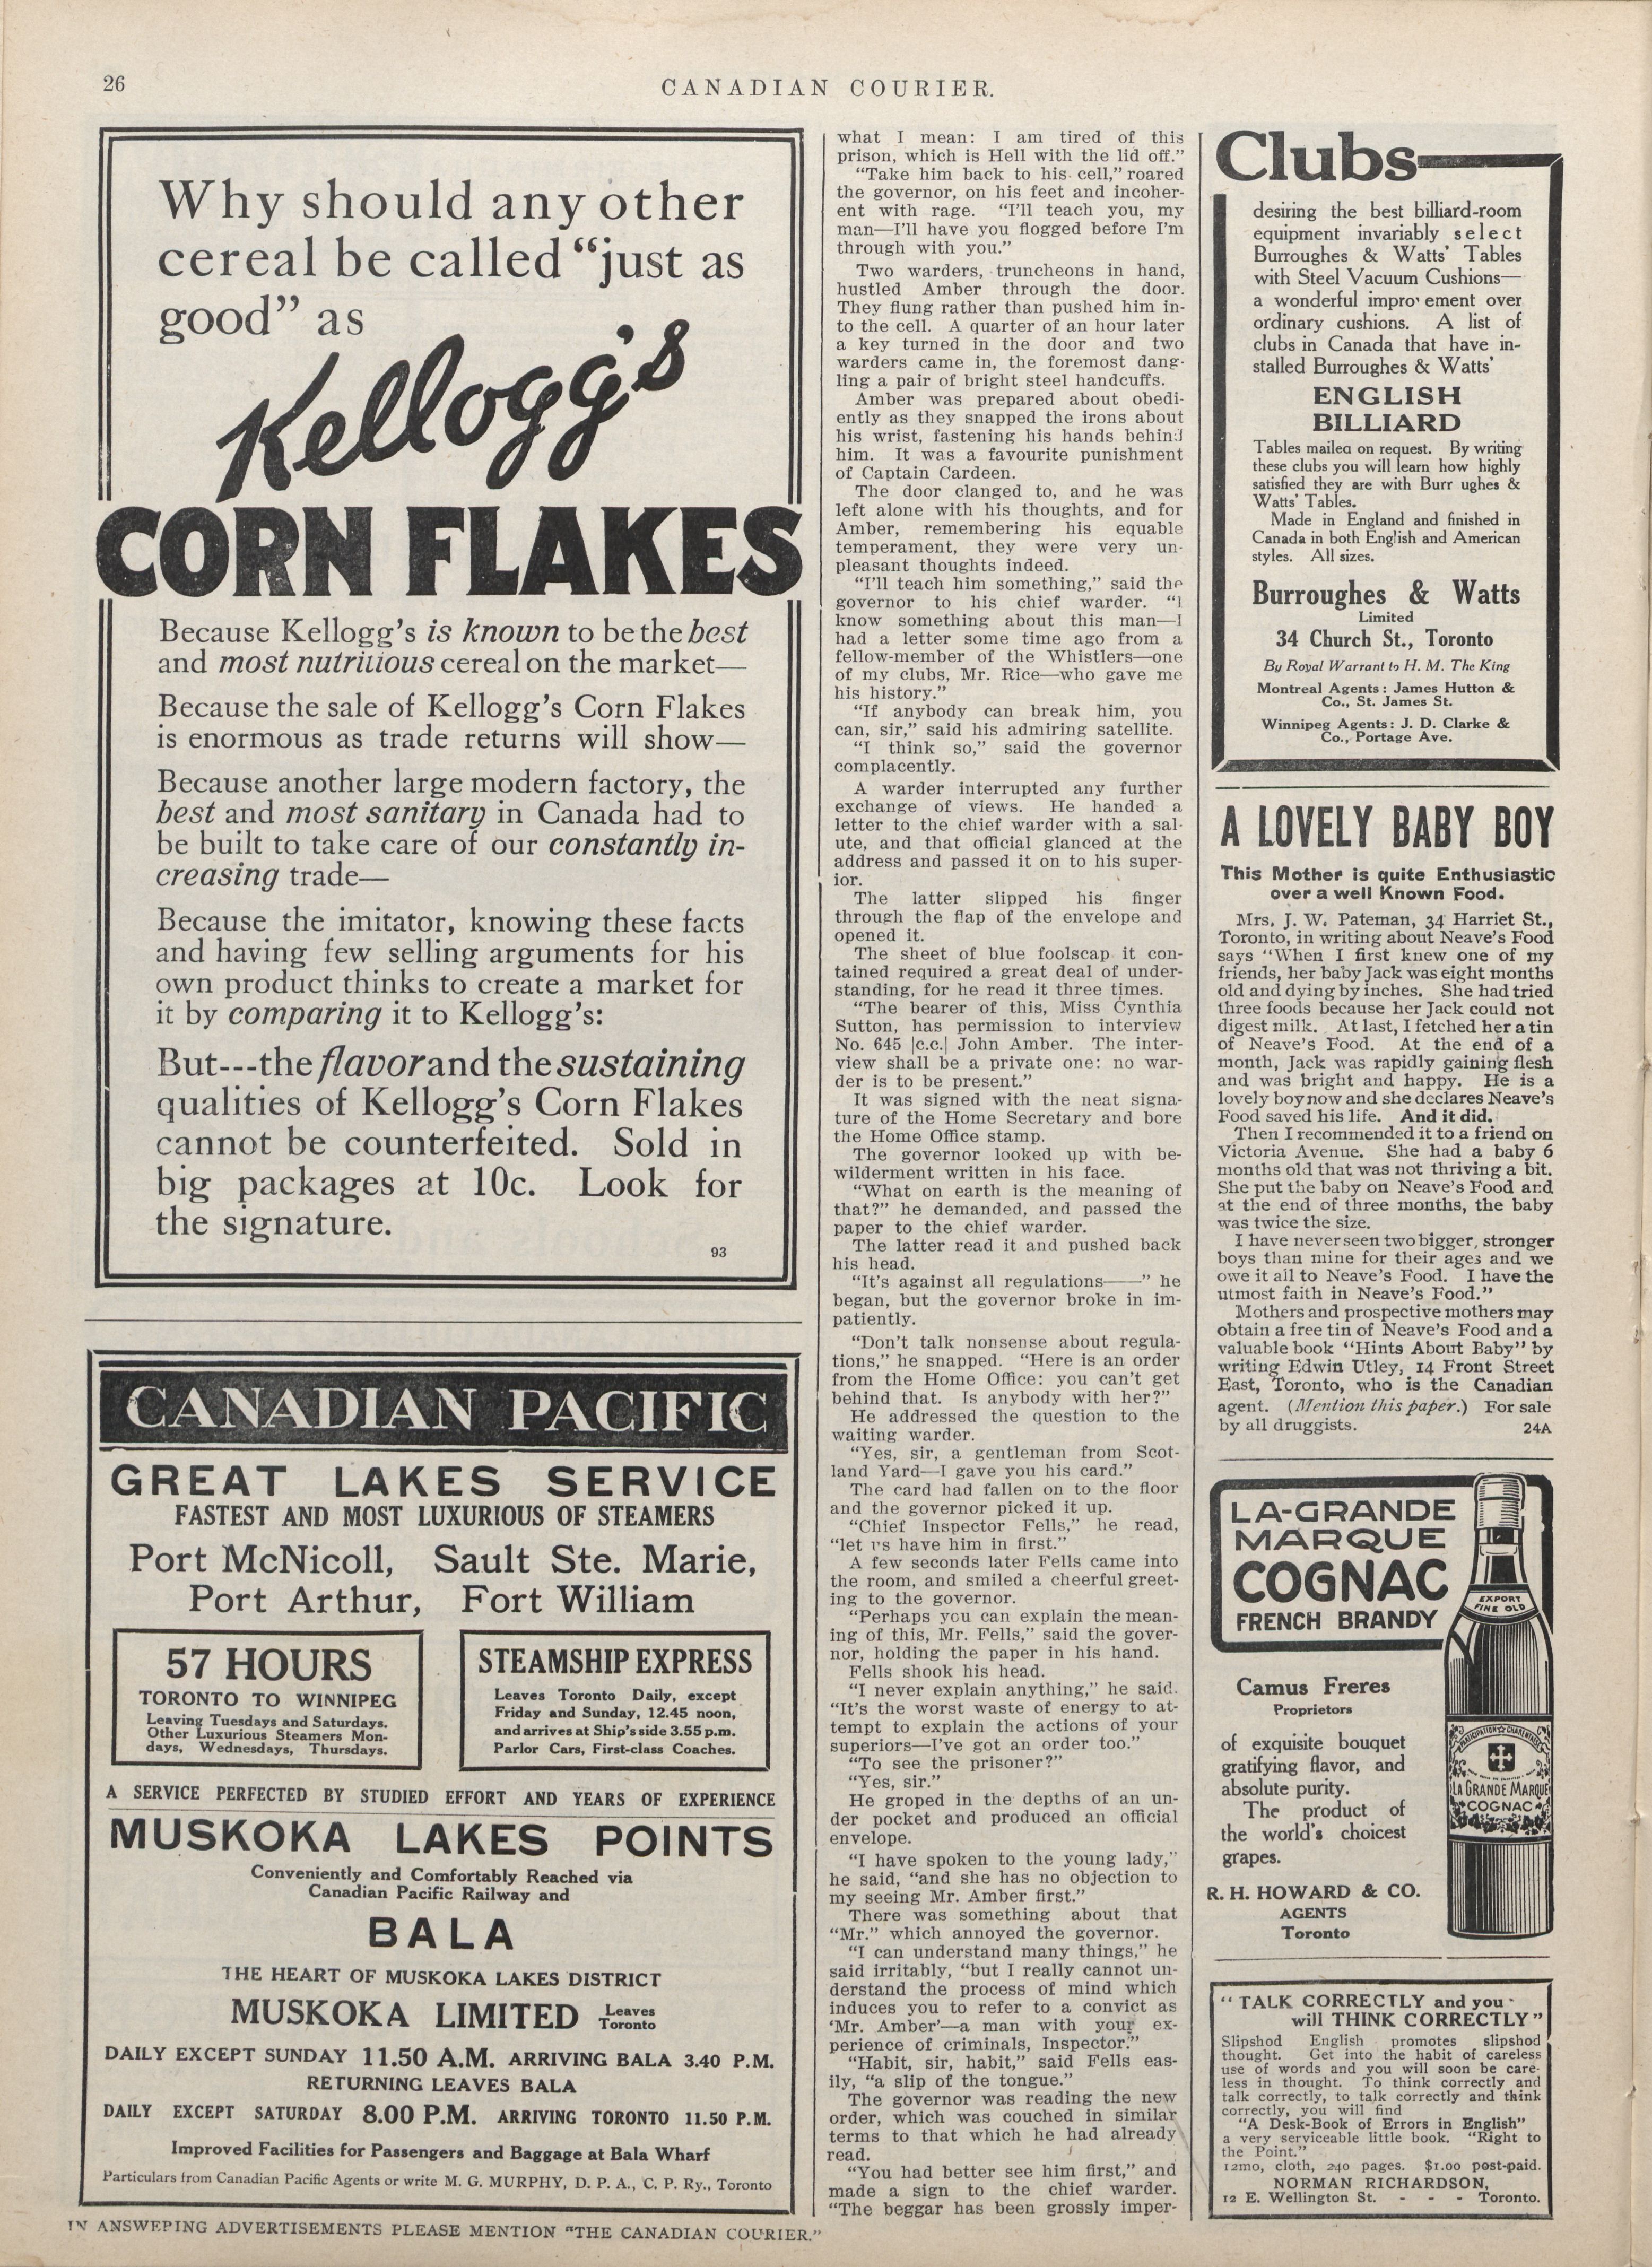 26
CANADIAN COURIER.
Why should any other
cereal be called “just as
good” as
Kellogg's
CORN FLAKES
Because Kellogg's is known to be the best
and most nutritious cereal on the market—
Because the sale of Kellogg's Corn Flakes
is enormous as trade returns will show—
Because another large modern factory, the
best and most sanitary in Canada had to
be built to take care of our constantly in-
creasing trade—
Because the imitator, knowing these facts
and having few selling arguments for his
own product thinks to create a market for
it by comparing it to Kellogg's:
But---the flavor and the sustaining
qualities of Kellogg's Corn Flakes
cannot be counterfeited. Sold in
big packages at 10c. Look for
the signature.
93
CANADIAN PACIFIC
GREAT LAKES SERVICE
FASTEST AND MOST LUXURIOUS OF STEAMERS
Port McNicoll, Sault Ste. Marie,
Port Arthur, Fort William
57 HOURS
TORONTO TO WINNIPEG
Leaving Tuesdays and Saturdays.
Other Luxurious Steamers Mon-
days, Wednesdays, Thursdays.
STEAMSHIP EXPRESS
Leaves Toronto Daily, except
Friday and Sunday, 12.45 noon,
and arrives at Ship's side 3.55 p.m.
Parlor Cars, First-class Coaches.
A SERVICE PERFECTED BY STUDIED EFFORT AND YEARS OF EXPERIENCE
MUSKOKA LAKES POINTS
Conveniently and Comfortably Reached via
Canadian Pacific Railway and
BALA
THE HEART OF MUSKOKA LAKES DISTRICT
MUSKOKA LIMITED Leaves Toronto
DAILY EXCEPT SUNDAY 11.50 A.M. ARRIVING BALA 3.40 P.M.
RETURNING LEAVES BALA
DAILY EXCEPT SATURDAY 8.00 P.M. ARRIVING TORONTO 11.50 P.M.
Improved Facilities for Passengers and Baggage at Bala Wharf
Particulars from Canadian Pacific Agents or write M. G. MURPHY, D. P. A., C. P. Ry., Toronto
IN ANSWERING ADVERTISEMENTS PLEASE MENTION “THE CANADIAN COURIER.”
what I mean: I am tired of this
prison, which is Hell with the lid off.”
“Take him back to his cell,” roared
the governor, on his feet and incoher-
ent with rage. “I'll teach you, my
man—I'll have you flogged before I'm
through with you.”
Two warders, truncheons in hand,
hustled Amber through the door.
They flung rather than pushed him in-
to the cell. A quarter of an hour later
a key turned in the door and two
warders came in, the foremost dang-
ling a pair of bright steel handcuffs.
Amber was prepared about obedi-
ently as they snapped the irons about
his wrist, fastening his hands behind
him. It was a favourite punishment
of Captain Cardeen.
The door clanged to, and he was
left alone with his thoughts, and for
Amber, remembering his equable
temperament, they were very un-
pleasant thoughts indeed.
“I'll teach him something,” said the
governor to his chief warder. “I
know something about this man—I
had a letter some time ago from a
fellow-member of the Whistlers—one
of my clubs, Mr. Rice—who gave me
his history.”
“If anybody can break him, you
can, sir,” said his admiring satellite.
“I think so,” said the governor
complacently.
A warder interrupted any further
exchange of views. He handed a
letter to the chief warder with a sal-
ute, and that official glanced at the
address and passed it on to his super-
ior.
The latter slipped his finger
through the flap of the envelope and
opened it.
The sheet of blue foolscap it con-
tained required a great deal of under-
standing, for he read it three times.
“The bearer of this, Miss Cynthia
Sutton, has permission to interview
No. 645 |c.c.| John Amber. The inter-
view shall be a private one: no war-
der is to be present.”
It was signed with the neat signa-
ture of the Home Secretary and bore
the Home Office stamp.
The governor looked up with be-
wilderment written in his face.
“What on earth is the meaning of
that?” he demanded, and passed the
paper to the chief warder.
The latter read it and pushed back
his head.
“It's against all regulations——” he
began, but the governor broke in im-
patiently.
“Don't talk nonsense about regula-
tions,” he snapped. “Here is an order
from the Home Office: you can't get
behind that. Is anybody with her?”
He addressed the question to the
waiting warder.
“Yes, sir, a gentleman from Scot-
land Yard—I gave you his card.”
The card had fallen on to the floor
and the governor picked it up.
“Chief Inspector Fells,” he read,
“let us have him in first.”
A few seconds later Fells came into
the room, and smiled a cheerful greet-
ing to the governor.
“Perhaps you can explain the mean-
ing of this, Mr. Fells,” said the gover-
nor, holding the paper in his hand.
Fells shook his head.
“I never explain anything,” he said.
“It's the worst waste of energy to at-
tempt to explain the actions of your
superiors—I've got an order too.”
“To see the prisoner?”
“Yes, sir.”
He groped in the depths of an un-
der pocket and produced an official
envelope.
“I have spoken to the young lady,”
he said, “and she has no objection to
my seeing Mr. Amber first.”
There was something about that
“Mr.” which annoyed the governor.
“I can understand many things,” he
said irritably, “but I really cannot un-
derstand the process of mind which
induces you to refer to a convict as
‘Mr. Amber’—a man with your ex-
perience of criminals, Inspector.”
“Habit, sir, habit,” said Fells eas-
ily, “a slip of the tongue.”
The governor was reading the new
order, which was couched in similar
terms to that which he had already
read.
“You had better see him first,” and
made a sign to the chief warder.
“The beggar has been grossly imper-
Clubs
desiring the best billiard-room
equipment invariably select
Burroughes & Watts' Tables
with Steel Vacuum Cushions—
a wonderful impro ement over
ordinary cushions. A list of
clubs in Canada that have in-
stalled Burroughes & Watts'
ENGLISH
BILLIARD
Tables mailed on request. By writing
these clubs you will learn how highly
satisfied they are with Burr ughes &
Watts' Tables.
Made in England and finished in
Canada in both English and American
styles. All sizes.
Burroughes & Watts
Limited
34 Church St., Toronto
By Royal Warrant to H. M. The King
Montreal Agents: James Hutton &
Co., St. James St.
Winnipeg Agents: J. D. Clarke &
Co., Portage Ave.
A LOVELY BABY BOY
This Mother is quite Enthusiastic
over a well Known Food.
Mrs. J. W. Pateman, 34 Harriet St.,
Toronto, in writing about Neave's Food
says “When I first knew one of my
friends, her baby Jack was eight months
old and dying by inches. She had tried
three foods because her Jack could not
digest milk. At last, I fetched her a tin
of Neave's Food. At the end of a
month, Jack was rapidly gaining flesh
and was bright and happy. He is a
lovely boy now and she declares Neave's
Food saved his life. And it did.
Then I recommended it to a friend on
Victoria Avenue. She had a baby 6
months old that was not thriving a bit.
She put the baby on Neave's Food and
at the end of three months, the baby
was twice the size.
I have never seen two bigger, stronger
boys than mine for their ages and we
owe it all to Neave's Food. I have the
utmost faith in Neave's Food.”
Mothers and prospective mothers may
obtain a free tin of Neave's Food and a
valuable book “Hints About Baby” by
writing Edwin Utley, 14 Front Street
East, Toronto, who is the Canadian
agent. (Mention this paper.) For sale
by all druggists. 24A
LA-GRANDE
MARQUE
COGNAC
FRENCH BRANDY
EXPORT
FINE OLD
Camus Freres
Proprietors
of exquisite bouquet
gratifying flavor, and
absolute purity.
The product of
the world's choicest
grapes.
R. H. HOWARD & CO.
AGENTS
Toronto
LA GRANDE MARQUE
COGNAC
“TALK CORRECTLY and you
will THINK CORRECTLY”
Slipshod English promotes slipshod
thought. Get into the habit of careless
use of words and you will soon be care-
less in thought. To think correctly and
talk correctly, to talk correctly and think
correctly, you will find
“A Desk-Book of Errors in English”
a very serviceable little book. “Right to
the Point.”
12mo, cloth, 240 pages. $1.00 post-paid.
NORMAN RICHARDSON,
12 E. Wellington St. - - - Toronto.